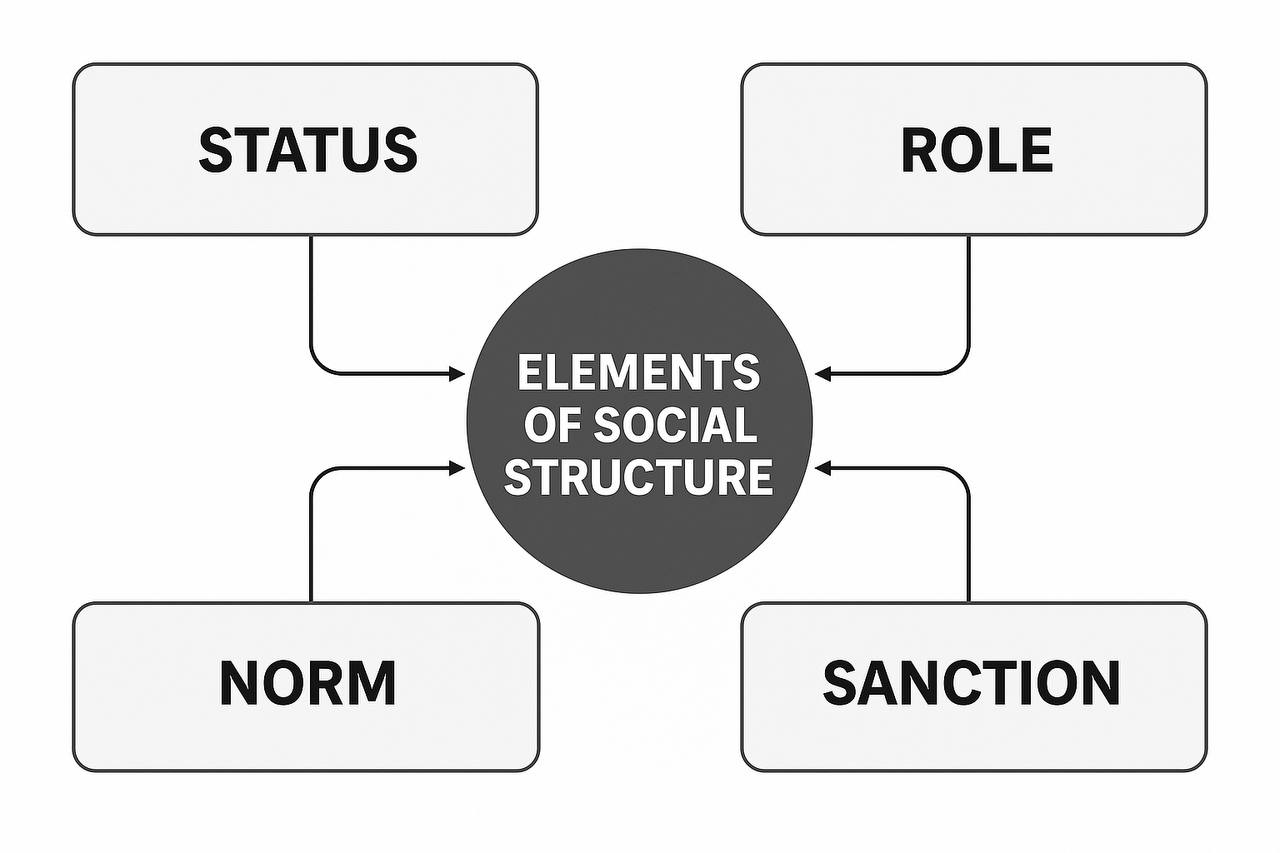 STATUS
ROLE
ELEMENTS
OF SOCIAL
STRUCTURE
NORM
SANCTION